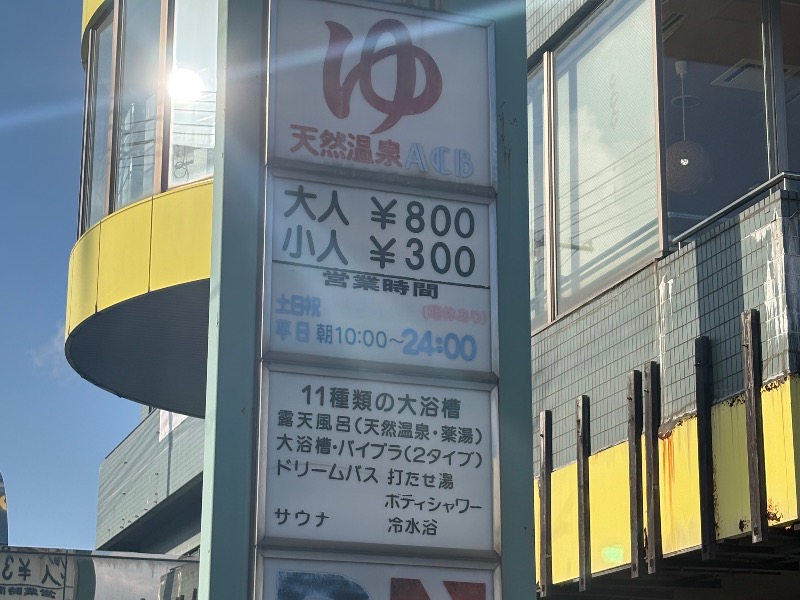 ゆ
天然温泉ACB
大人 ¥800
小人 ¥300
営業時間
土日祝
平日 朝10:00〜24:00
11種類の大浴槽
露天風呂(天然温泉・薬湯)
大浴槽・バイブラ(2タイプ)
ドリームバス 打たせ湯
ボディシャワー
サウナ 冷水浴
人 ¥3